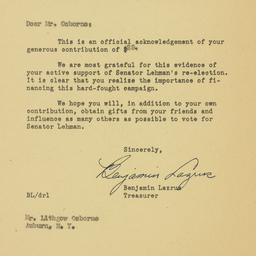 Dear Mr. Osborne:
This is an official acknowledgement of your
generous contribution of $25.
We are most grateful for this evidence of
your active support of Senator Lehman's re-election.
It is clear that you realize the importance of fi-
nancing this hard-fought campaign.
We hope you will, in addition to your own
contribution, obtain gifts from your friends and
influence as many others as possible to vote for
Senator Lehman.
Sincerely,
Benjamin Lazrus
Benjamin Lazrus
BL/drl Treasurer
Mr. Lithgow Osborne
Auburn, N. Y.